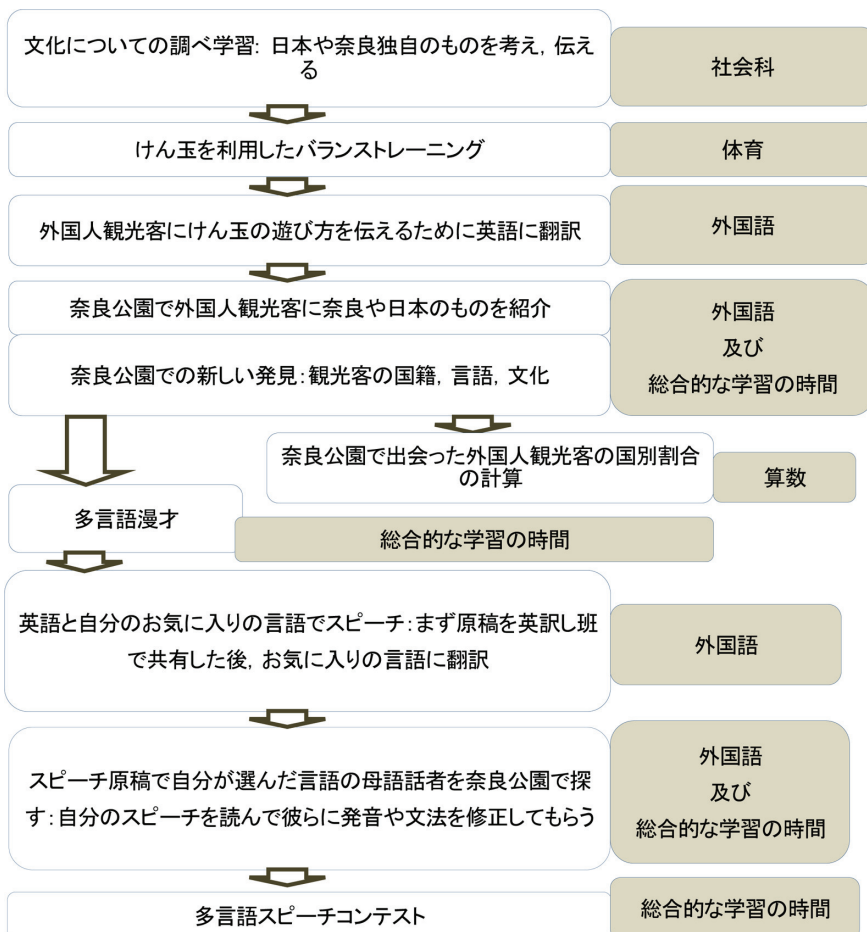 文化についての調べ学習: 日本や奈良独自のものを考え, 伝え
る
社会科
けん玉を利用したバランストレーニング
体育
外国人観光客にけん玉の遊び方を伝えるために英語に翻訳
外国語
奈良公園で外国人観光客に奈良や日本のものを紹介
奈良公園での新しい発見：観光客の国籍, 言語, 文化
外国語
及び
総合的な学習の時間
奈良公園で出会った外国人観光客の国別割合
の計算
算数
多言語漫才
総合的な学習の時間
英語と自分のお気に入りの言語でスピーチ：まず原稿を英訳し班
で共有した後, お気に入りの言語に翻訳
外国語
スピーチ原稿で自分が選んだ言語の母語話者を奈良公園で探
す：自分のスピーチを読んで彼らに発音や文法を修正してもらう
外国語
及び
総合的な学習の時間
多言語スピーチコンテスト
総合的な学習の時間